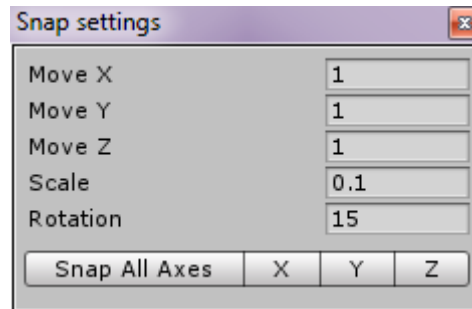 Snap settings
Move X 1
Move Y 1
Move Z 1
Scale 0.1
Rotation 15
Snap All Axes X Y Z